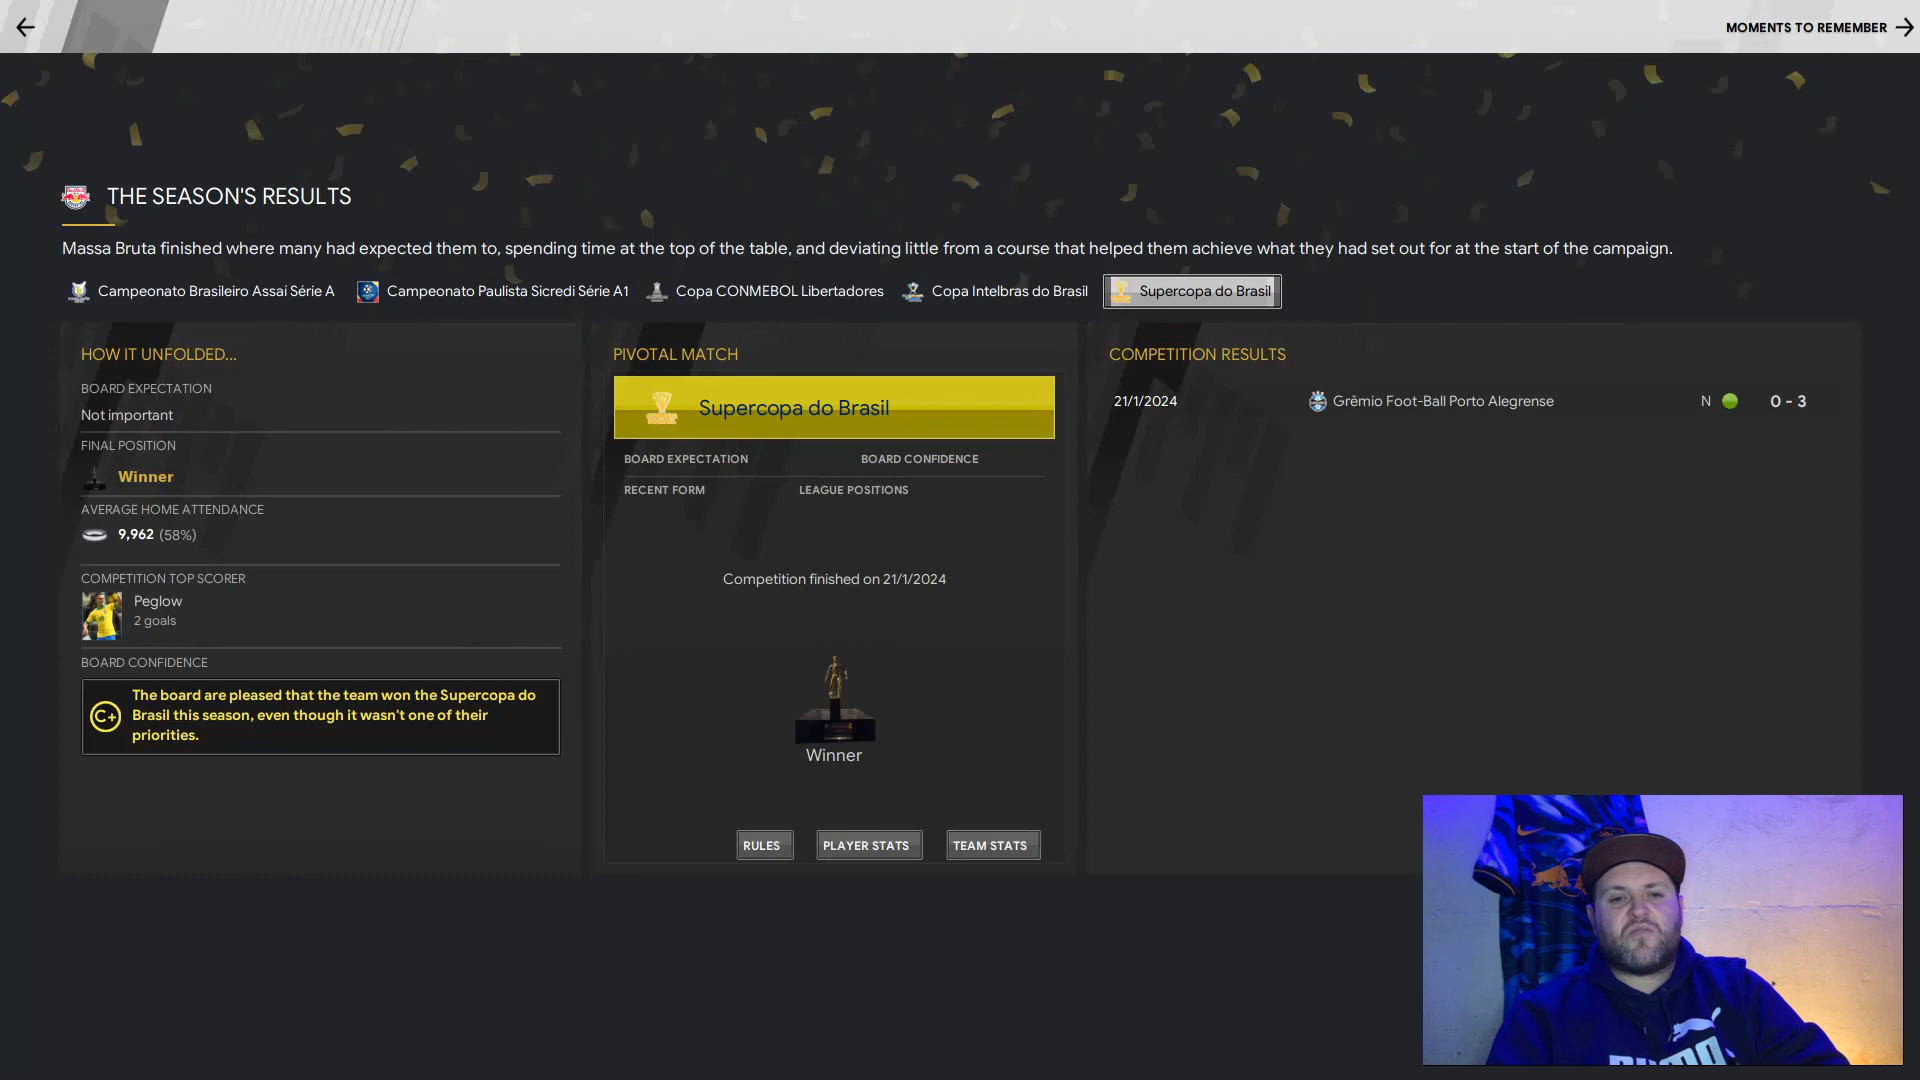 MOMENTS TO REMEMBER
THE SEASON'S RESULTS
Massa Bruta finished where many had expected them to, spending time at the top of the table, and deviating little from a course that helped them achieve what they had set out for at the start of the campaign.
Campeonato Brasileiro Assaí Série A
Campeonato Paulista Sicredi Série A1
Copa CONMEBOL Libertadores
Copa Intelbras do Brasil
Supercopa do Brasil
HOW IT UNFOLDED...
BOARD EXPECTATION
Not important
FINAL POSITION
Winner
AVERAGE HOME ATTENDANCE
9,962 (58%)
COMPETITION TOP SCORER
Peglow
2 goals
BOARD CONFIDENCE
C+
The board are pleased that the team won the Supercopa do
Brasil this season, even though it wasn't one of their
priorities.
PIVOTAL MATCH
Supercopa do Brasil
BOARD EXPECTATION
BOARD CONFIDENCE
RECENT FORM
LEAGUE POSITIONS
Competition finished on 21/1/2024
Winner
RULES
PLAYER STATS
TEAM STATS
COMPETITION RESULTS
21/1/2024 Grêmio Foot-Ball Porto Alegrense N 0 - 3
PUMA